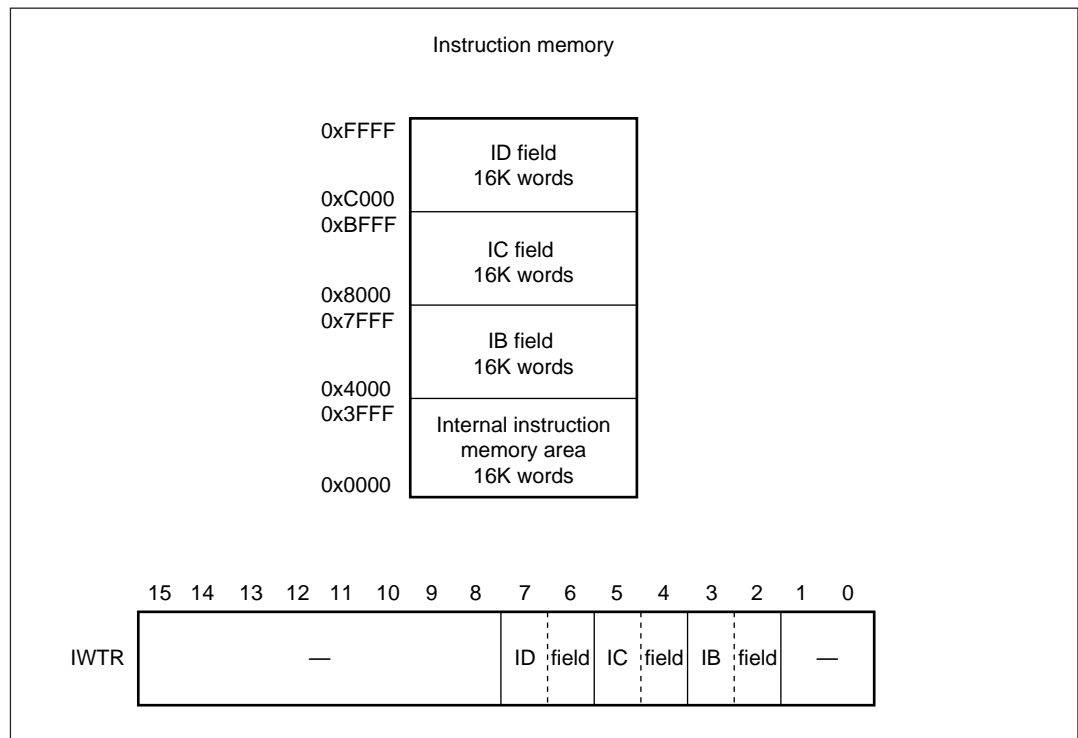 Instruction memory
0xFFFF
ID field
16K words
0xC000
0xBFFF
IC field
16K words
0x8000
0x7FFF
IB field
16K words
0x4000
0x3FFF
Internal instruction
memory area
16K words
0x0000
15 14 13 12 11 10 9 8 7 6 5 4 3 2 1 0
IWTR — ID field IC field IB field —